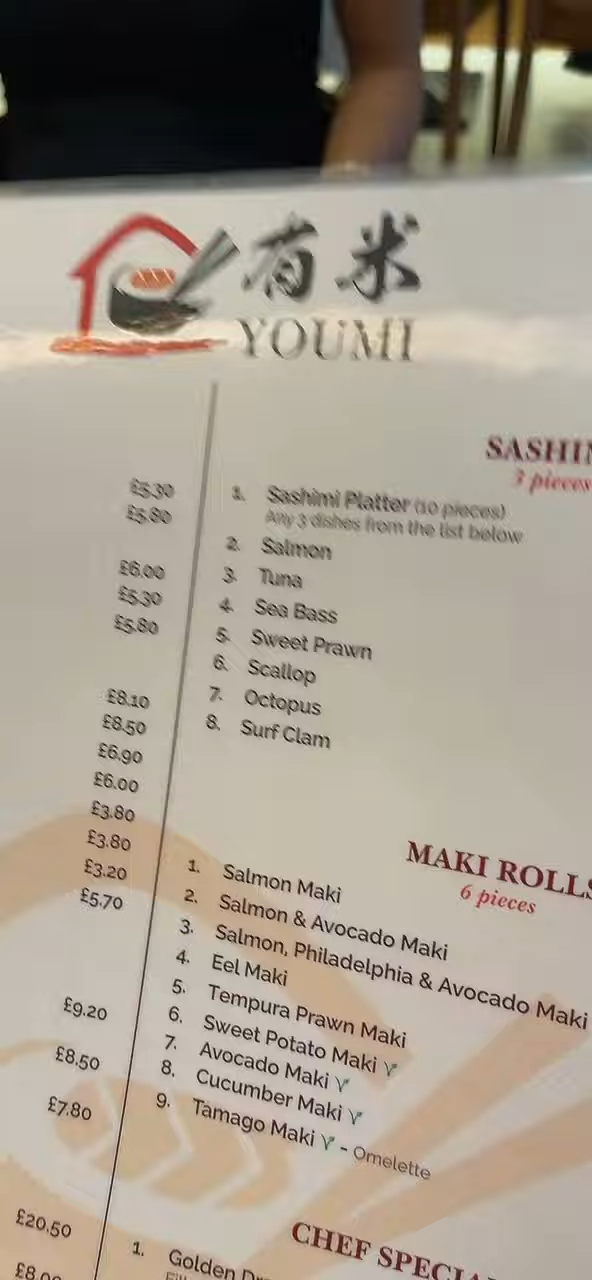 有米
YOUMI
£5.30
£5.80
£6.00
£5.30
£5.80
£8.10
£8.50
£6.90
£6.00
£3.80
£3.80
£3.20
£5.70
£9.20
£8.50
£7.80
£20.50
SASHIM
3 pieces
1. Sashimi Platter (10 pieces)
Any 3 dishes from the list below
2. Salmon
3. Tuna
4. Sea Bass
5. Sweet Prawn
6. Scallop
7. Octopus
8. Surf Clam
MAKI ROLLS
6 pieces
1. Salmon Maki
2. Salmon & Avocado Maki
3. Salmon, Philadelphia & Avocado Maki
4. Eel Maki
5. Tempura Prawn Maki
6. Sweet Potato Maki
7. Avocado Maki
8. Cucumber Maki
9. Tamago Maki - Omelette
CHEF SPECIA
1. Golden